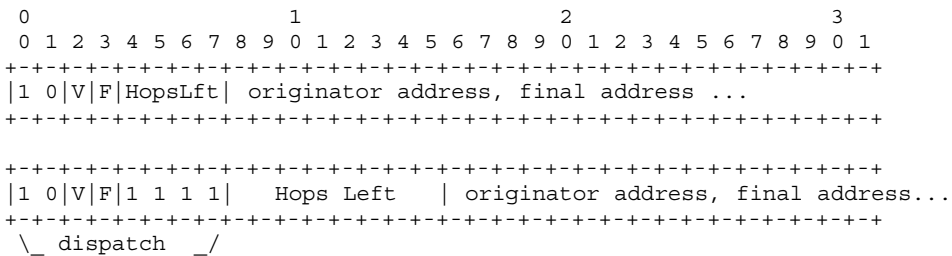 0                   1                   2                   3
 0 1 2 3 4 5 6 7 8 9 0 1 2 3 4 5 6 7 8 9 0 1 2 3 4 5 6 7 8 9 0 1
+-+-+-+-+-+-+-+-+-+-+-+-+-+-+-+-+-+-+-+-+-+-+-+-+-+-+-+-+-+-+-+-+
|1 0|V|F|HopsLft| originator address, final address ...
+-+-+-+-+-+-+-+-+-+-+-+-+-+-+-+-+-+-+-+-+-+-+-+-+-+-+-+-+-+-+-+-+
+-+-+-+-+-+-+-+-+-+-+-+-+-+-+-+-+-+-+-+-+-+-+-+-+-+-+-+-+-+-+-+-+
|1 0|V|F|1 1 1 1|   Hops Left   | originator address, final address...
+-+-+-+-+-+-+-+-+-+-+-+-+-+-+-+-+-+-+-+-+-+-+-+-+-+-+-+-+-+-+-+-+
 \_ dispatch  _/